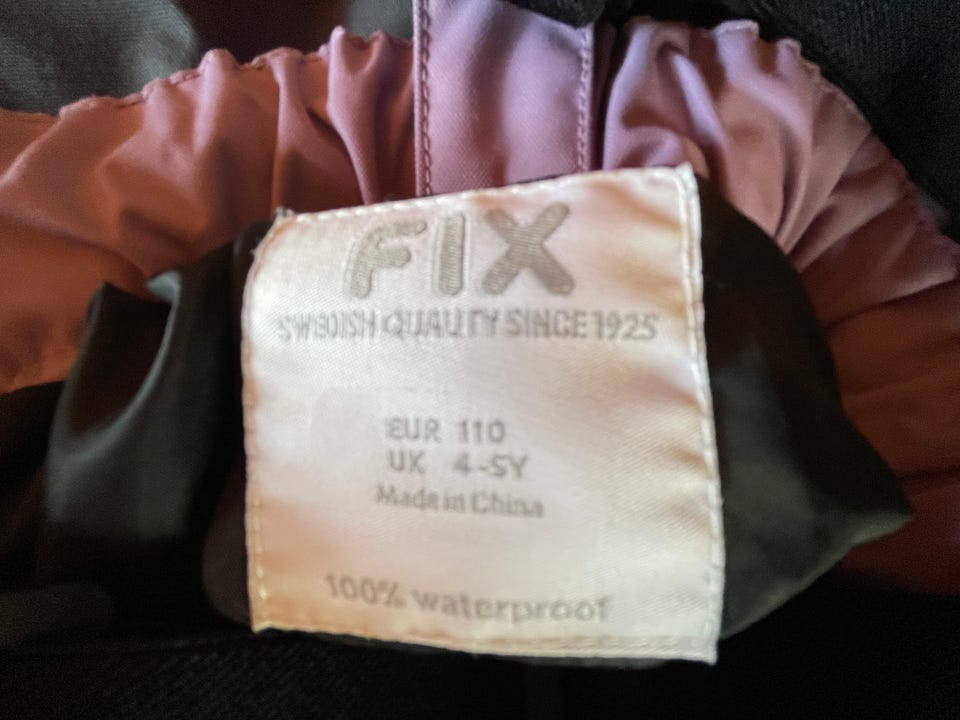 FIX
SWEDISH QUALITY SINCE 1925
EUR 110
UK 4-5Y
Made in China
100% waterproof